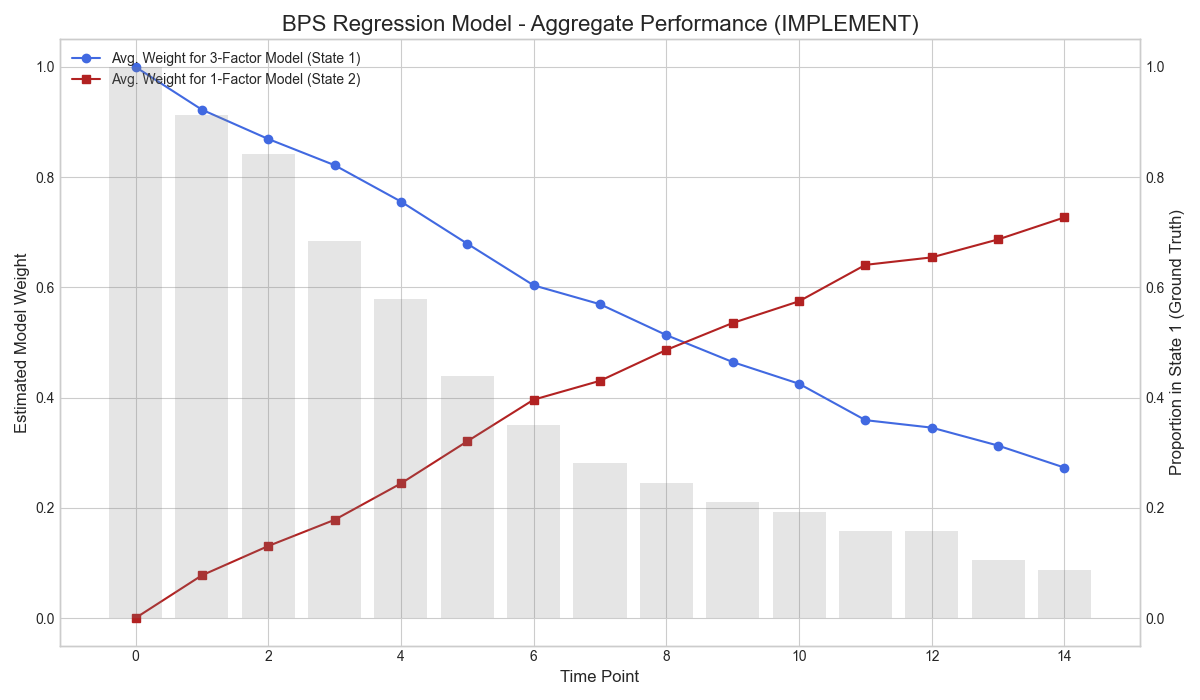 BPS Regression Model - Aggregate Performance (IMPLEMENT)
Avg. Weight for 3-Factor Model (State 1)
Avg. Weight for 1-Factor Model (State 2)
Estimated Model Weight
1.0
0.8
0.6
0.4
0.2
0.0
1.0
0.8
0.6
0.4
0.2
0.0
Proportion in State 1 (Ground Truth)
0 2 4 6 8 10 12 14
Time Point